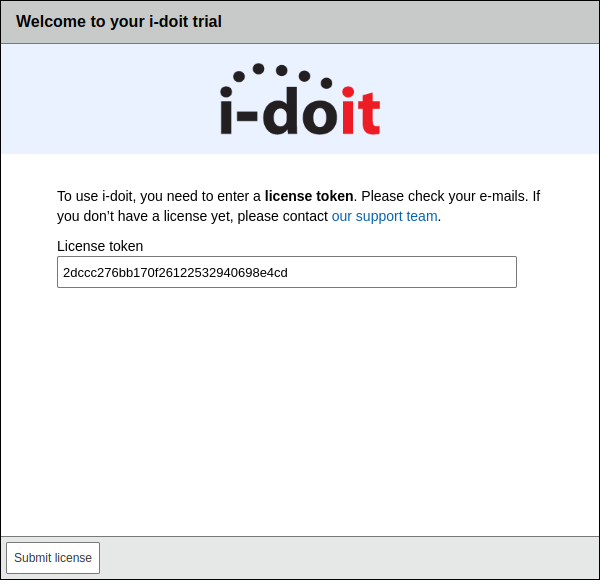 Welcome to your i-doit trial
i-doit
To use i-doit, you need to enter a license token. Please check your e-mails. If
you don’t have a license yet, please contact our support team.
License token
2dccc276bb170f26122532940698e4cd
Submit license